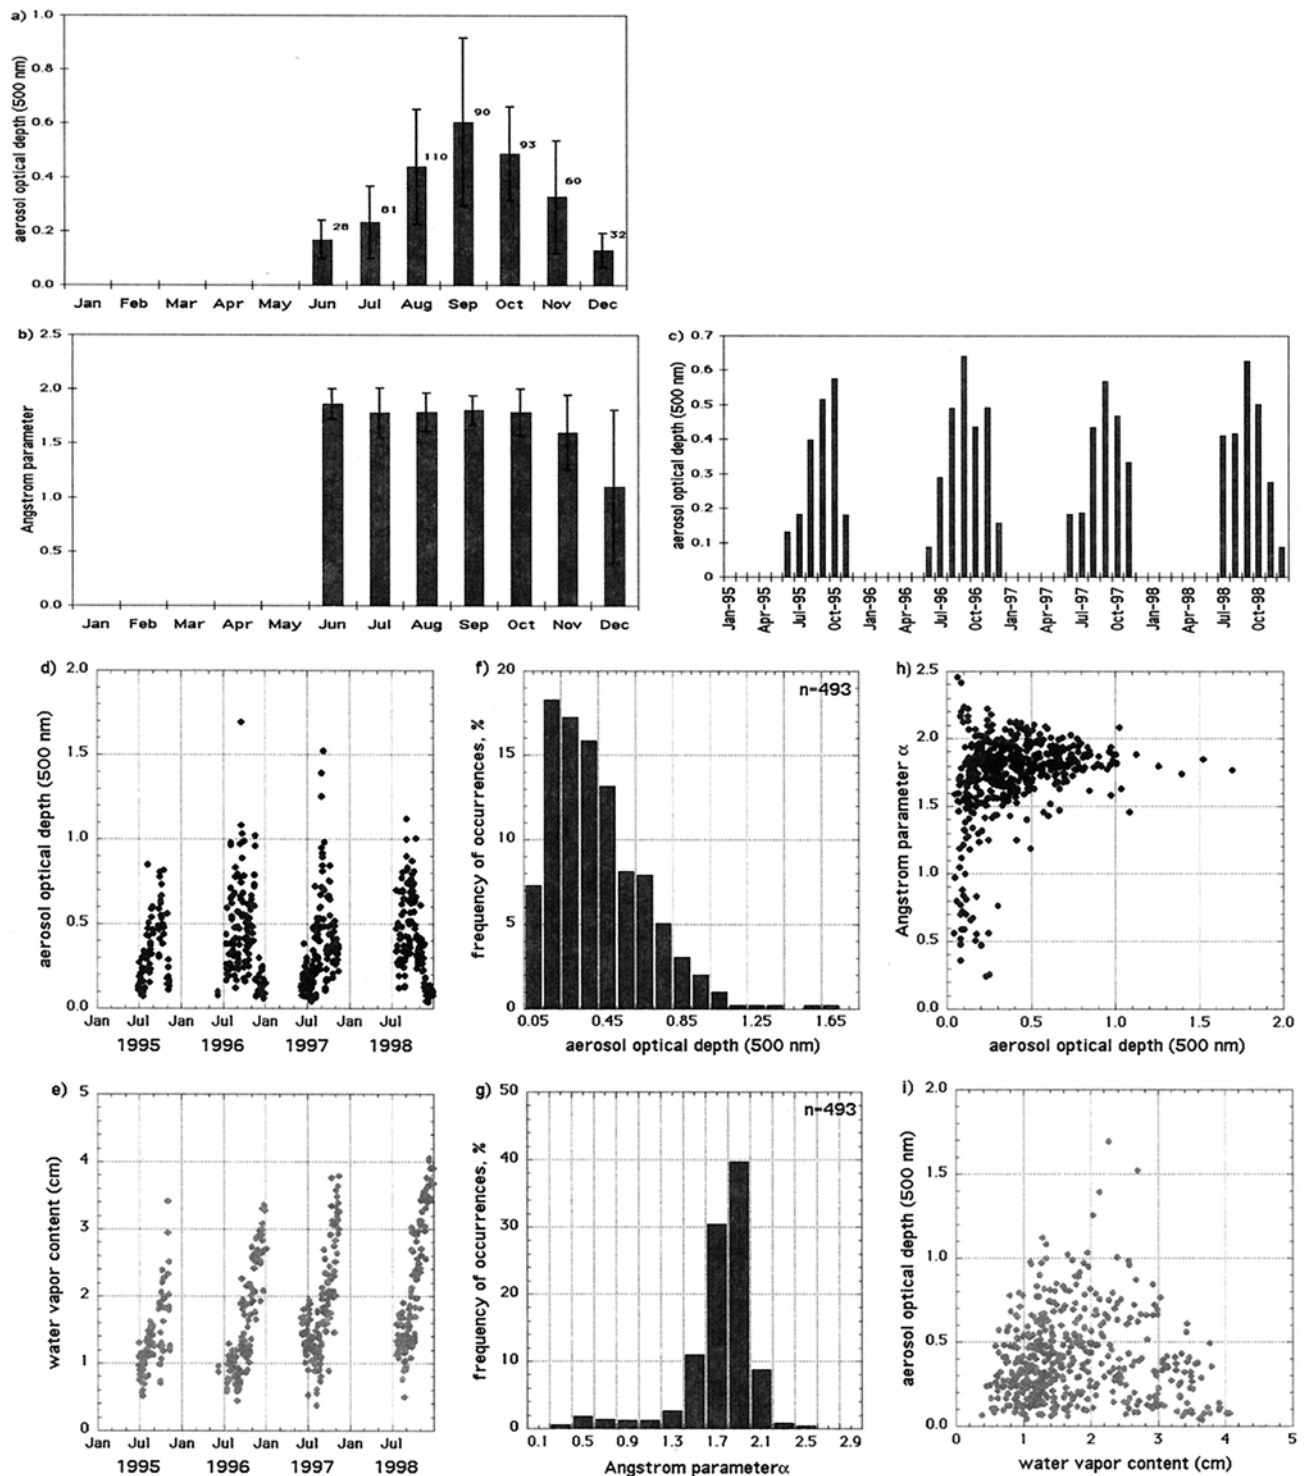 a) 1.0
0.8
0.6
0.4
0.2
0.0
aerosol optical depth (500 nm)
28
81
110
90
93
60
32
Jan Feb Mar Apr May Jun Jul Aug Sep Oct Nov Dec
b) 2.5
2.0
1.5
1.0
0.5
0.0
Angstrom parameter
Jan Feb Mar Apr May Jun Jul Aug Sep Oct Nov Dec
c) 0.7
0.6
0.5
0.4
0.3
0.2
0.1
0
aerosol optical depth (500 nm)
Jan-95 Apr-95 Jul-95 Oct-95 Jan-96 Apr-96 Jul-96 Oct-96 Jan-97 Apr-97 Jul-97 Oct-97 Jan-98 Apr-98 Jul-98 Oct-98
d) 2.0
1.5
1.0
0.5
0.0
aerosol optical depth (500 nm)
Jan Jul Jan Jul Jan Jul Jan Jul
1995 1996 1997 1998
f) 20
15
10
5
0
frequency of occurrences, %
n=493
0.05 0.45 0.85 1.25 1.65
aerosol optical depth (500 nm)
h) 2.5
2.0
1.5
1.0
0.5
0.0
Angstrom parameter α
0.0 0.5 1.0 1.5 2.0
aerosol optical depth (500 nm)
e) 5
4
3
2
1
0
water vapor content (cm)
Jan Jul Jan Jul Jan Jul Jan Jul
1995 1996 1997 1998
g) 50
40
30
20
10
0
frequency of occurrences, %
n=493
0.1 0.5 0.9 1.3 1.7 2.1 2.5 2.9
Angstrom parameterα
i) 2.0
1.5
1.0
0.5
0.0
aerosol optical depth (500 nm)
0 1 2 3 4 5
water vapor content (cm)